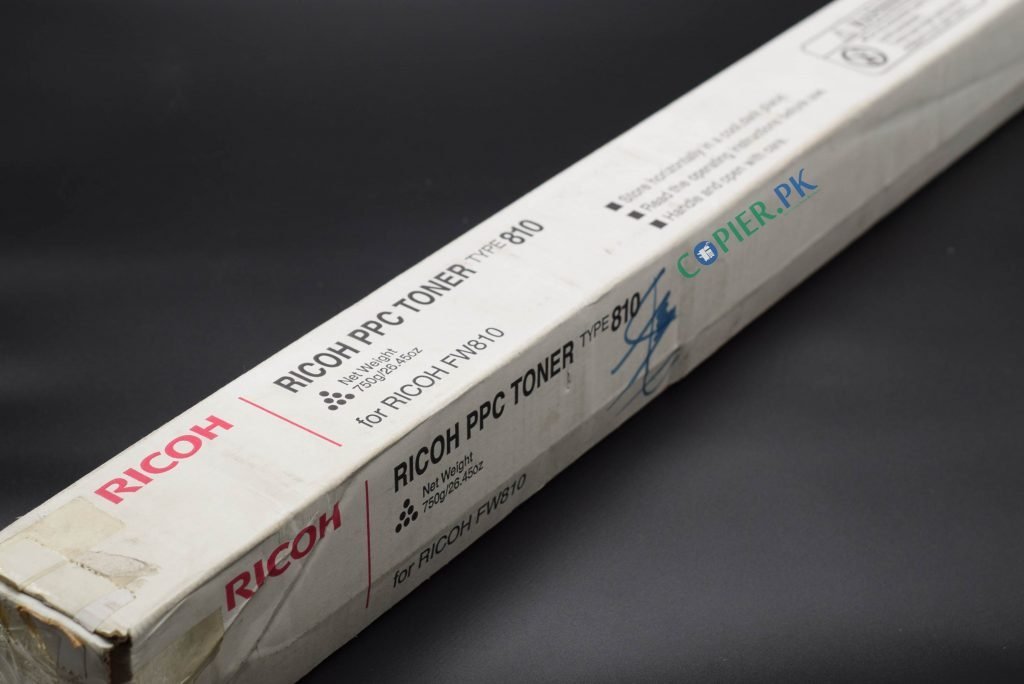 RICOH
RICOH PPC TONER TYPE 810
Net Weight
750g/26.45oz
for RICOH FW810
■ Store horizontally in a cool, dark place.
■ Read the operating instructions before use.
■ Handle and open with care.
RICOH
RICOH PPC TONER TYPE 810
Net Weight
750g/26.45oz
for RICOH FW810
COPIER.PK